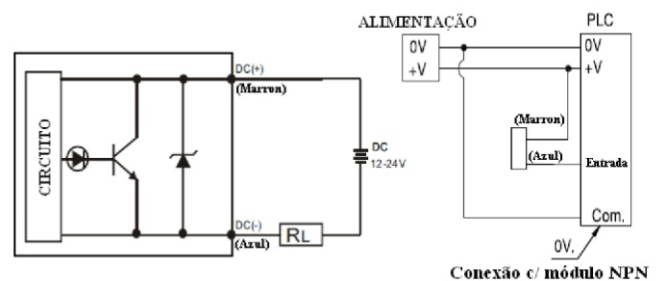 ALIMENTAÇÃO
PLC
0V
+V
0V
+V
DC(+)
(Marron)
CIRCUITO
DC
12-24V
DC(-)
(Azul)
RL
(Marron)
(Azul)
Entrada
Com.
0V.
Conexão c/ módulo NPN